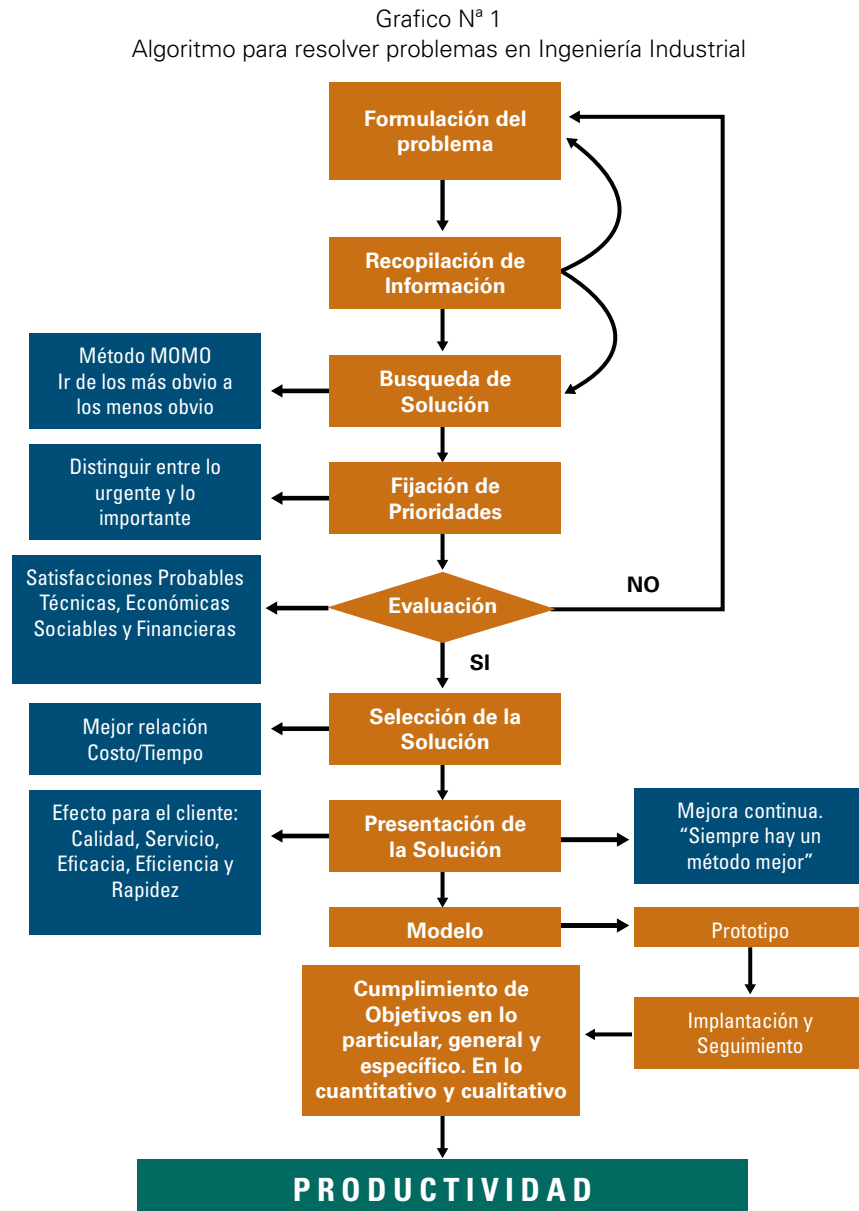 Grafico Nª 1
Algoritmo para resolver problemas en Ingeniería Industrial
Formulación del
problema
Recopilación de
Información
Método MOMO
Ir de los más obvio a
los menos obvio
Busqueda de
Solución
Distinguir entre lo
urgente y lo
importante
Fijación de
Prioridades
Satisfacciones Probables
Técnicas, Económicas
Sociables y Financieras
Evaluación
NO
SI
Mejor relación
Costo/Tiempo
Selección de la
Solución
Efecto para el cliente:
Calidad, Servicio,
Eficacia, Eficiencia y
Rapidez
Presentación de
la Solución
Mejora continua.
“Siempre hay un
método mejor”
Modelo
Prototipo
Cumplimiento de
Objetivos en lo
particular, general y
específico. En lo
cuantitativo y cualitativo
Implantación y
Seguimiento
PRODUCTIVIDAD